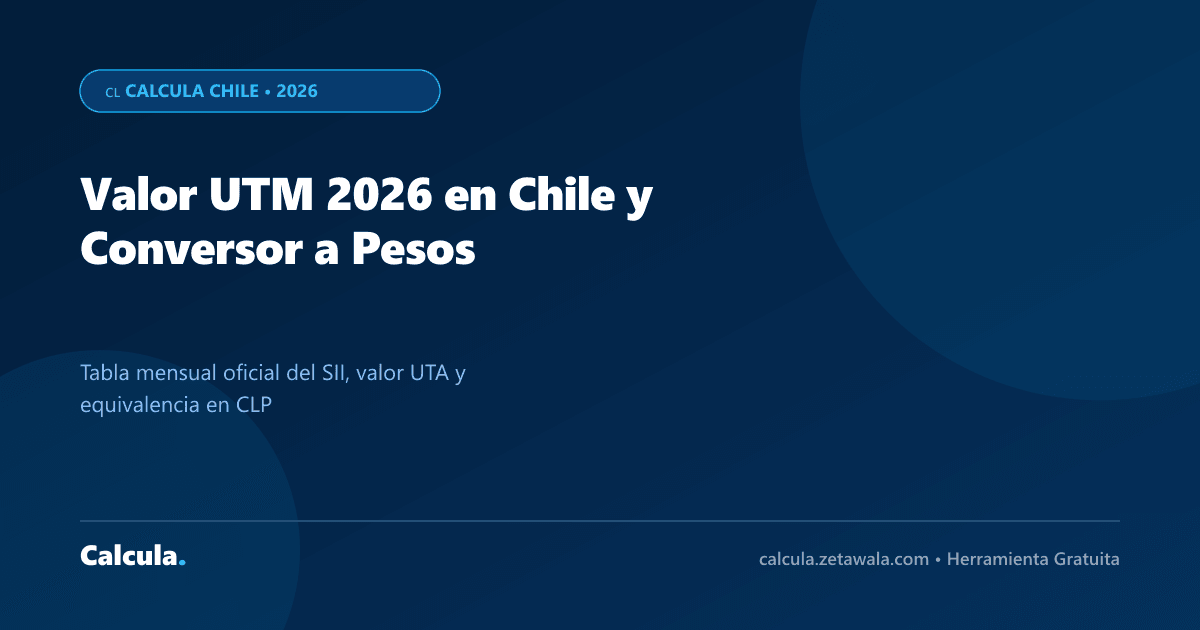 CL CALCULA CHILE • 2026
Valor UTM 2026 en Chile y
Conversor a Pesos
Tabla mensual oficial del SII, valor UTA y
equivalencia en CLP
Calcula.
calcula.zetawala.com • Herramienta Gratuita